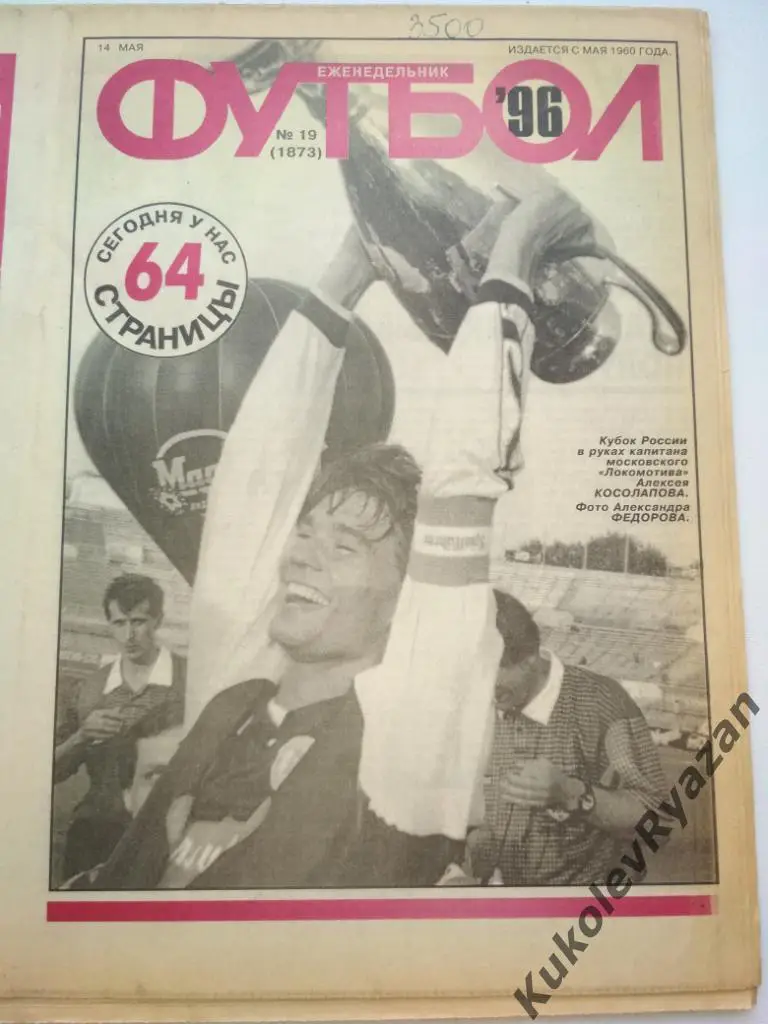 3500
14 МАЯ
ИЗДАЕТСЯ С МАЯ 1960 ГОДА.
ЕЖЕНЕДЕЛЬНИК
ФУТБОЛ
'96
№ 19
(1873)
СЕГОДНЯ У НАС
64
СТРАНИЦЫ
Кубок России
в руках капитана
московского
«Локомотива»
Алексея
КОСОЛАПОВА.
Фото Александра
ФЕДОРОВА.
KukolevRyazan